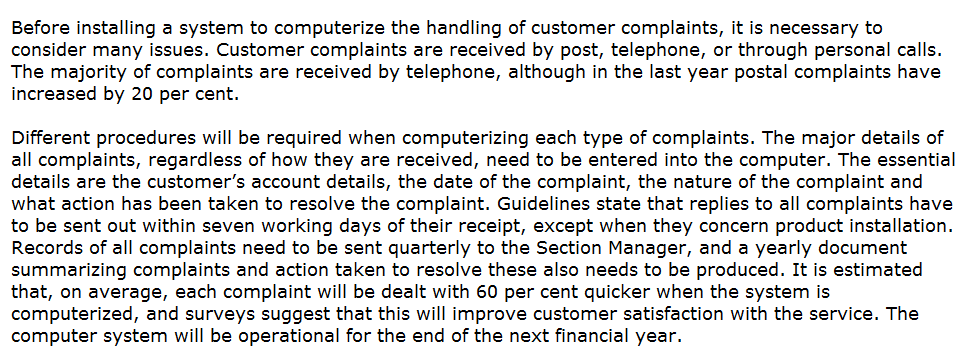 Before installing a system to computerize the handling of customer complaints, it is necessary to
consider many issues. Customer complaints are received by post, telephone, or through personal calls.
The majority of complaints are received by telephone, although in the last year postal complaints have
increased by 20 per cent.
Different procedures will be required when computerizing each type of complaints. The major details of
all complaints, regardless of how they are received, need to be entered into the computer. The essential
details are the customer’s account details, the date of the complaint, the nature of the complaint and
what action has been taken to resolve the complaint. Guidelines state that replies to all complaints have
to be sent out within seven working days of their receipt, except when they concern product installation.
Records of all complaints need to be sent quarterly to the Section Manager, and a yearly document
summarizing complaints and action taken to resolve these also needs to be produced. It is estimated
that, on average, each complaint will be dealt with 60 per cent quicker when the system is
computerized, and surveys suggest that this will improve customer satisfaction with the service. The
computer system will be operational for the end of the next financial year.